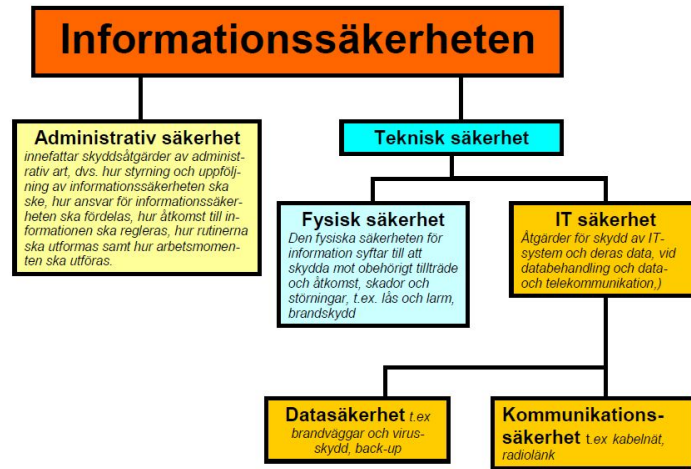 Informationssäkerheten
Administrativ säkerhet
innefattar skyddsåtgärder av administ-
rativ art, dvs. hur styrning och uppfölj-
ning av informationssäkerheten ska
ske, hur ansvar för informationssäker-
heten ska fördelas, hur åtkomst till in-
formationen ska regleras, hur rutinerna
ska utformas samt hur arbetsmomen-
ten ska utföras.
Teknisk säkerhet
Fysisk säkerhet
Den fysiska säkerheten för
information syftar till att
skydda mot obehörigt tillträde
och åtkomst, skador och
störningar, t.ex. lås och larm,
brandskydd
IT säkerhet
Åtgärder för skydd av IT-
system och deras data, vid
databehandling och data-
och telekommunikation,)
Datasäkerhet t.ex
brandväggar och virus-
skydd, back-up
Kommunikations-
säkerhet t.ex kabelnät,
radiolänk